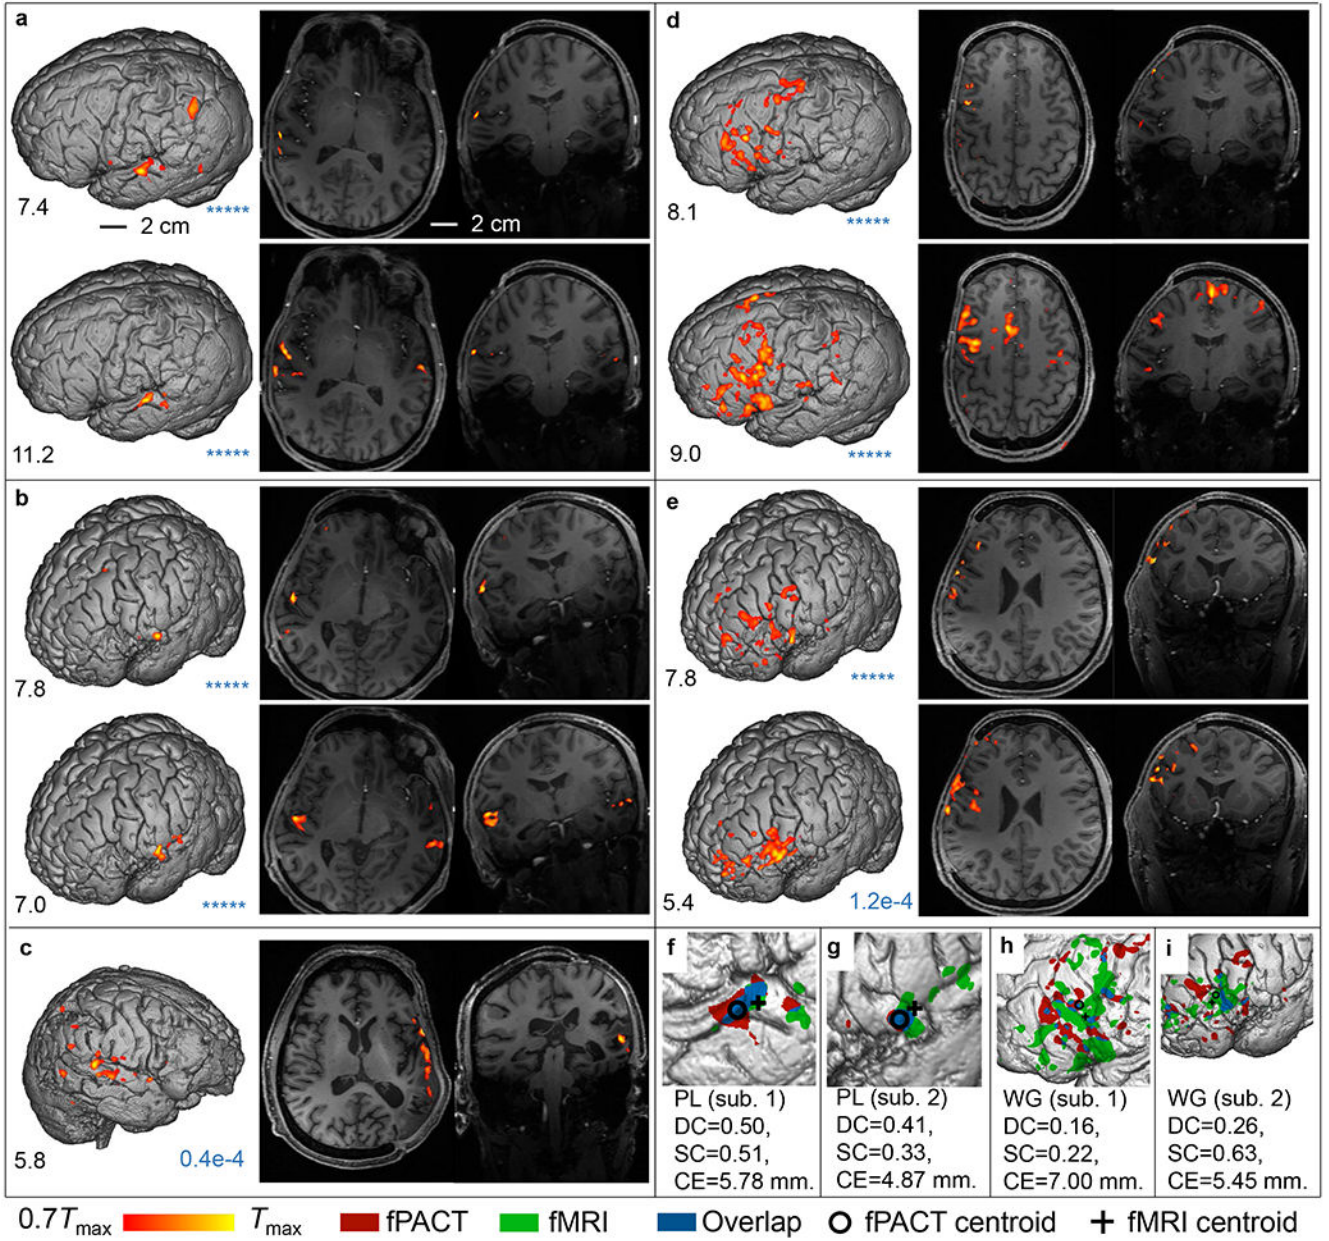 a
7.4
*****
2 cm
2 cm
11.2
*****
b
7.8
*****
7.0
*****
c
5.8
0.4e-4
d
8.1
*****
9.0
*****
e
7.8
*****
5.4
1.2e-4
f
PL (sub. 1)
DC=0.50,
SC=0.51,
CE=5.78 mm.
g
PL (sub. 2)
DC=0.41,
SC=0.33,
CE=4.87 mm.
h
WG (sub. 1)
DC=0.16,
SC=0.22,
CE=7.00 mm.
i
WG (sub. 2)
DC=0.26,
SC=0.63,
CE=5.45 mm.
0.7Tmax Tmax fPACT fMRI Overlap fPACT centroid fMRI centroid